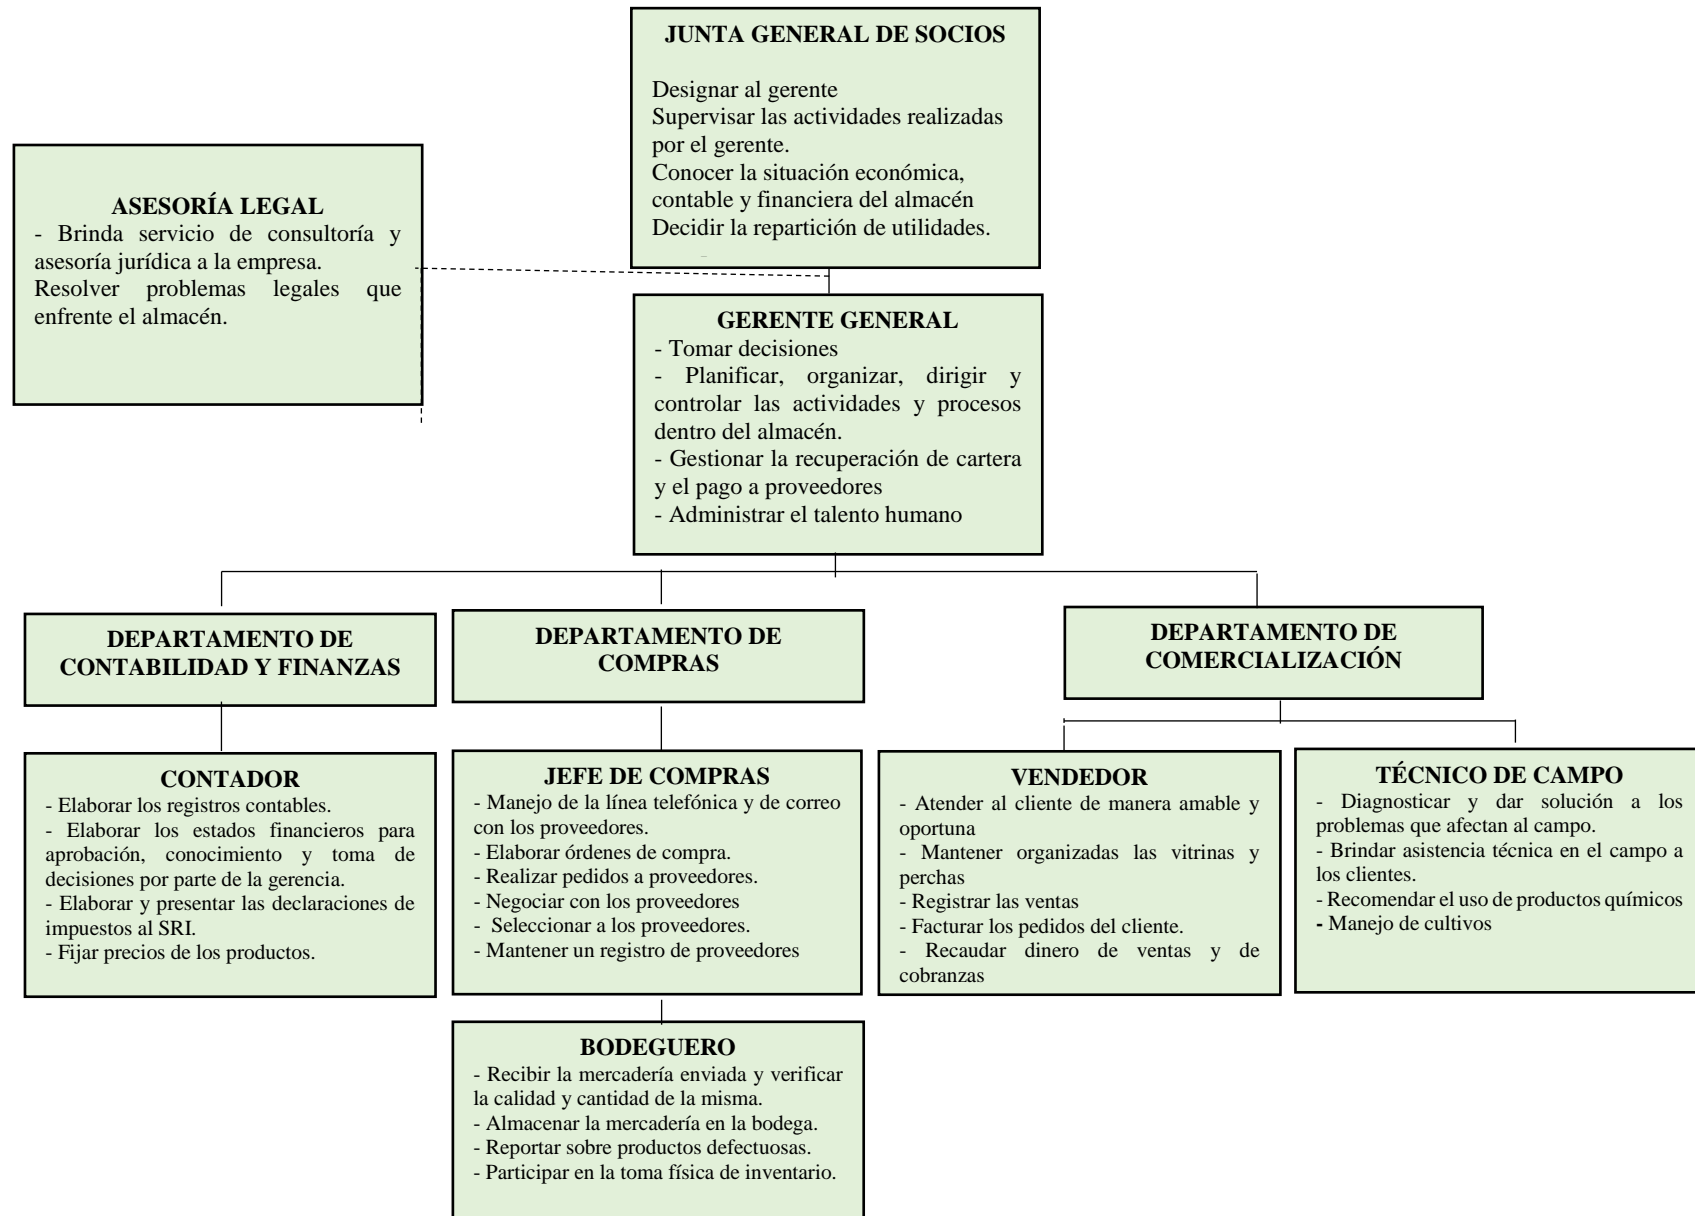 JUNTA GENERAL DE SOCIOS
Designar al gerente
Supervisar las actividades realizadas
por el gerente.
Conocer la situación económica,
contable y financiera del almacén
Decidir la repartición de utilidades.
ASESORÍA LEGAL
- Brinda servicio de consultoría y
asesoría jurídica a la empresa.
Resolver problemas legales que
enfrente el almacén.
GERENTE GENERAL
- Tomar decisiones
- Planificar, organizar, dirigir y
controlar las actividades y procesos
dentro del almacén.
- Gestionar la recuperación de cartera
y el pago a proveedores
- Administrar el talento humano
DEPARTAMENTO DE
CONTABILIDAD Y FINANZAS
DEPARTAMENTO DE
COMPRAS
DEPARTAMENTO DE
COMERCIALIZACIÓN
CONTADOR
- Elaborar los registros contables.
- Elaborar los estados financieros para
aprobación, conocimiento y toma de
decisiones por parte de la gerencia.
- Elaborar y presentar las declaraciones de
impuestos al SRI.
- Fijar precios de los productos.
JEFE DE COMPRAS
- Manejo de la línea telefónica y de correo
con los proveedores.
- Elaborar órdenes de compra.
- Realizar pedidos a proveedores.
- Negociar con los proveedores
- Seleccionar a los proveedores.
- Mantener un registro de proveedores
VENDEDOR
- Atender al cliente de manera amable y
oportuna
- Mantener organizadas las vitrinas y
perchas
- Registrar las ventas
- Facturar los pedidos del cliente.
- Recaudar dinero de ventas y de
cobranzas
TÉCNICO DE CAMPO
- Diagnosticar y dar solución a los
problemas que afectan al campo.
- Brindar asistencia técnica en el campo a
los clientes.
- Recomendar el uso de productos químicos
- Manejo de cultivos
BODEGUERO
- Recibir la mercadería enviada y verificar
la calidad y cantidad de la misma.
- Almacenar la mercadería en la bodega.
- Reportar sobre productos defectuosas.
- Participar en la toma física de inventario.